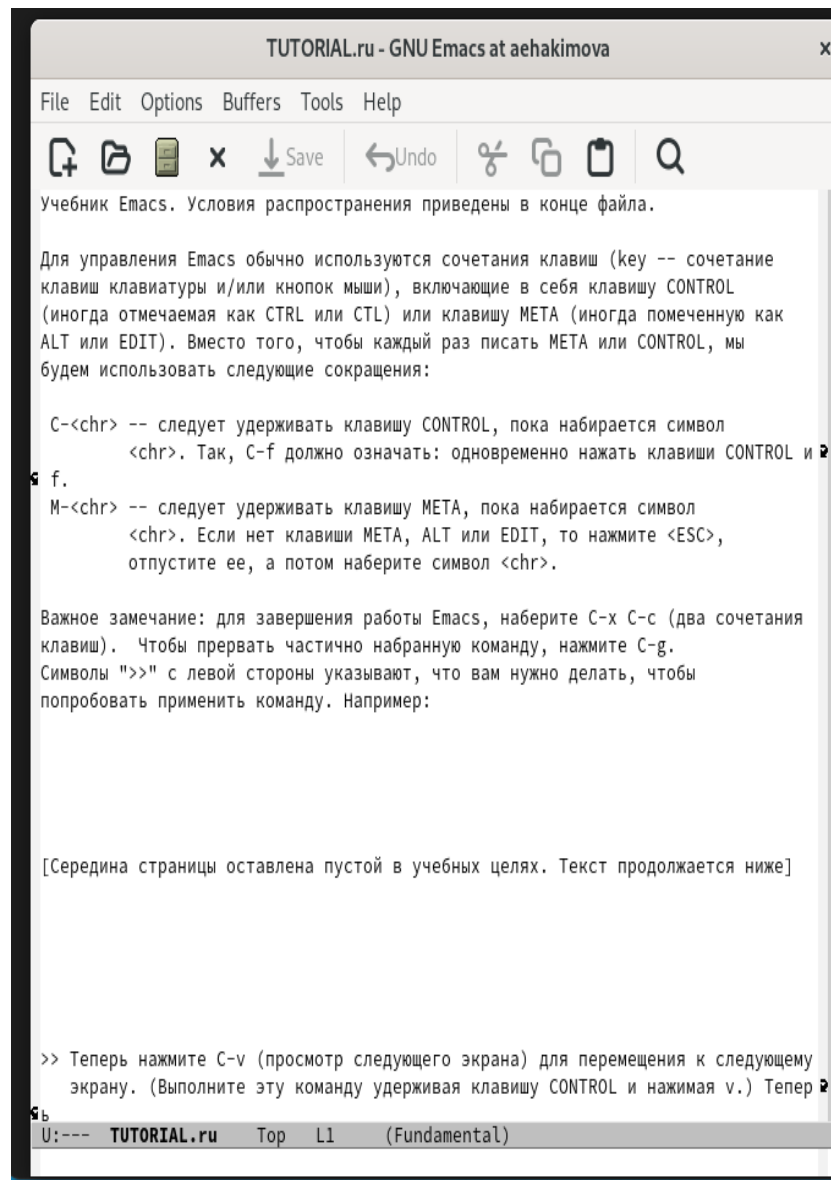 TUTORIAL.ru - GNU Emacs at aehakimova
File Edit Options Buffers Tools Help
Save Undo
Учебник Emacs. Условия распространения приведены в конце файла.
Для управления Emacs обычно используются сочетания клавиш (key -- сочетание
клавиш клавиатуры и/или кнопок мыши), включающие в себя клавишу CONTROL
(иногда отмечаемая как CTRL или CTL) или клавишу META (иногда помеченную как
ALT или EDIT). Вместо того, чтобы каждый раз писать META или CONTROL, мы
будем использовать следующие сокращения:
C-<chr> -- следует удерживать клавишу CONTROL, пока набирается символ
<chr>. Так, C-f должно означать: одновременно нажать клавиши CONTROL и
f.
M-<chr> -- следует удерживать клавишу META, пока набирается символ
<chr>. Если нет клавиши META, ALT или EDIT, то нажмите <ESC>,
отпустите ее, а потом наберите символ <chr>.
Важное замечание: для завершения работы Emacs, наберите C-x C-c (два сочетания
клавиш).  Чтобы прервать частично набранную команду, нажмите C-g.
Символы ">>" с левой стороны указывают, что вам нужно делать, чтобы
попробовать применить команду. Например:
[Середина страницы оставлена пустой в учебных целях. Текст продолжается ниже]
>> Теперь нажмите C-v (просмотр следующего экрана) для перемещения к следующему
экрану. (Выполните эту команду удерживая клавишу CONTROL и нажимая v.) Тепер
ь
U:--- TUTORIAL.ru Top L1 (Fundamental)